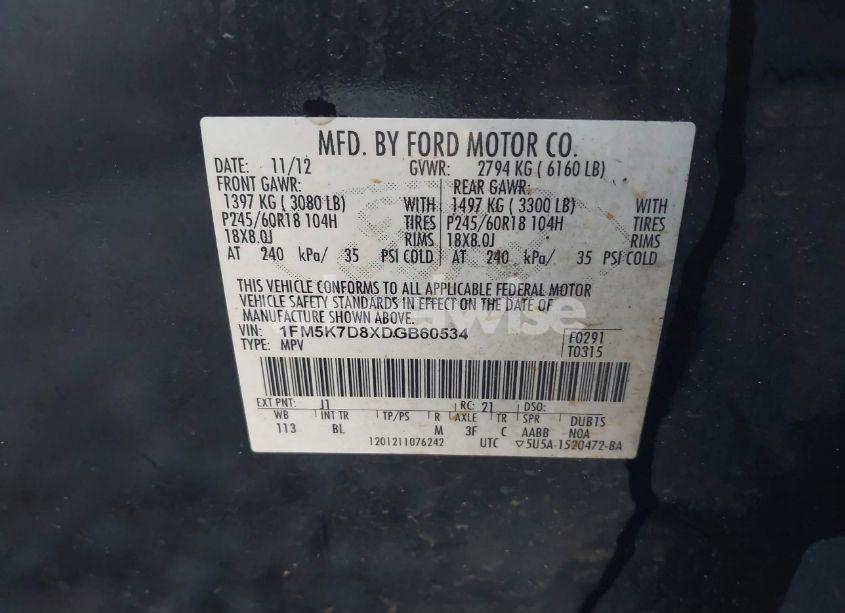 MFD. BY FORD MOTOR CO.
DATE: 11/12 GVWR: 2794 KG ( 6160 LB)
FRONT GAWR: REAR GAWR:
1397 KG ( 3080 LB) WITH 1497 KG ( 3300 LB) WITH
P245/60R18 104H TIRES P245/60R18 104H TIRES
18X8.0J RIMS 18X8.0J RIMS
AT 240 kPa/ 35 PSI COLD AT 240 kPa/ 35 PSI COLD
THIS VEHICLE CONFORMS TO ALL APPLICABLE FEDERAL MOTOR
VEHICLE SAFETY STANDARDS IN EFFECT ON THE DATE OF
MANUFACTURE SHOWN ABOVE.
VIN: 1FM5K7D8XDGB60534 F0291
TYPE: MPV T0315
EXT PNT: J1 RC: 21 DSO:
WB INT TR TP/PS R AXLE TR SPR DUBTS
113 BL M 3F C AABB N0A
1201211076242 UTC ▽5U5A-1520472-BA